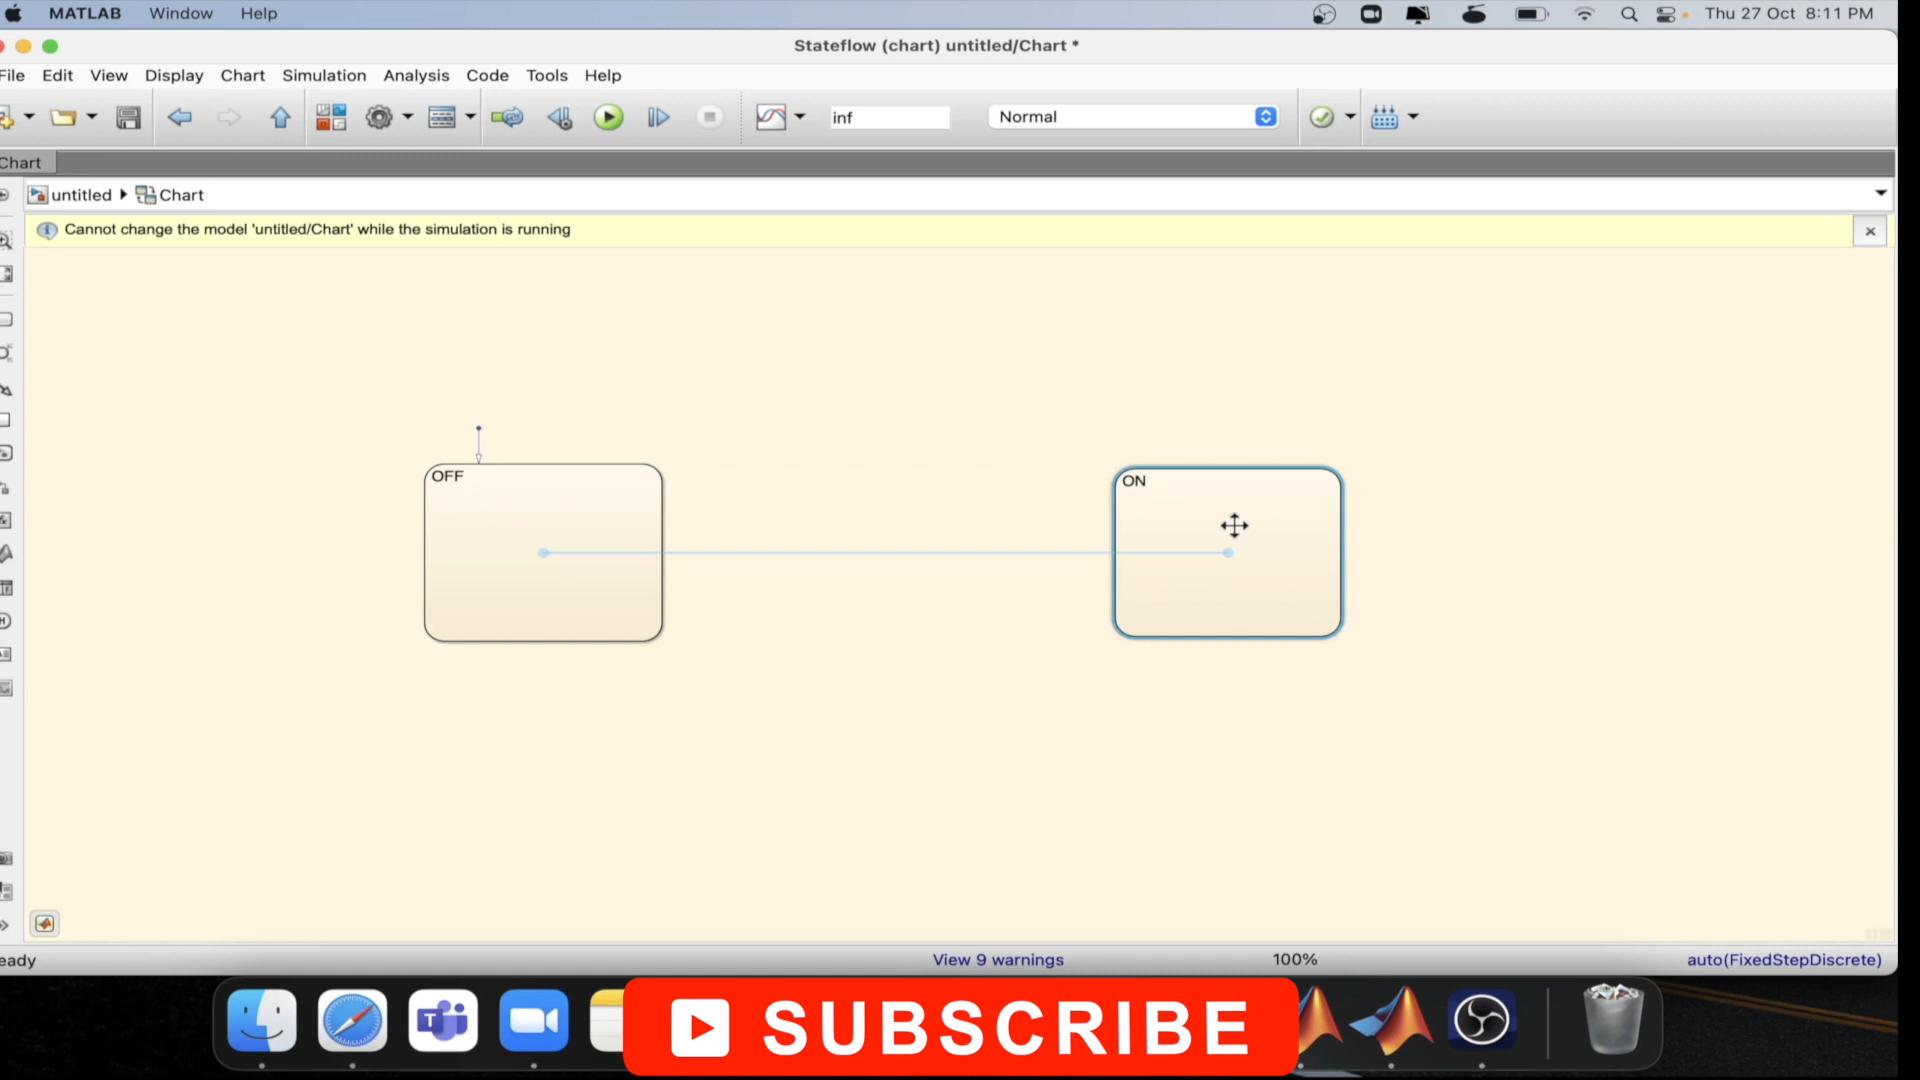 MATLAB Window Help Thu 27 Oct 8:11 PM
Stateflow (chart) untitled/Chart *
File Edit View Display Chart Simulation Analysis Code Tools Help
inf Normal
Chart
untitled Chart
Cannot change the model 'untitled/Chart' while the simulation is running
OFF
ON
eady View 9 warnings 100% auto(FixedStepDiscrete)
SUBSCRIBE